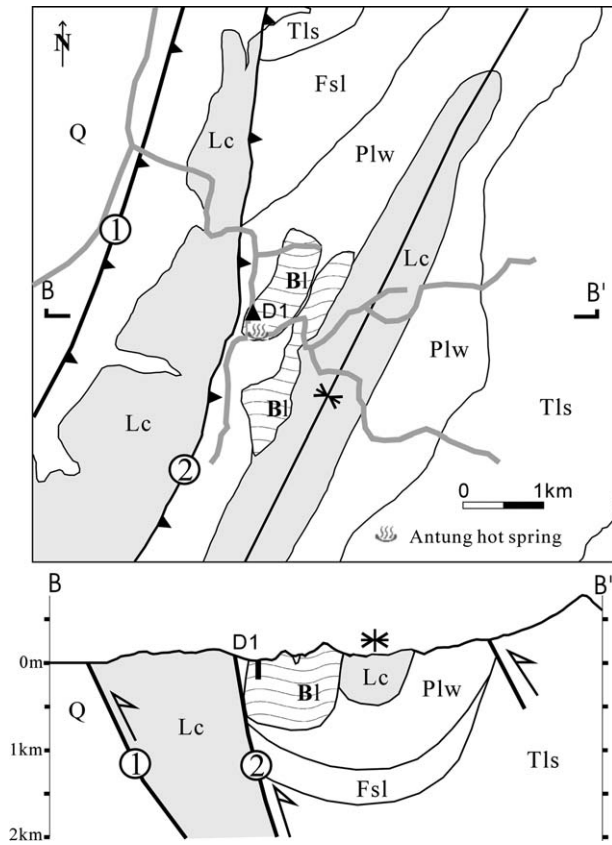 N
Tls
Fsl
Lc
Q
Plw
1
Lc
Bl
B
D1
B'
Plw
Bl
Tls
Lc
2
0 1km
Antung hot spring
B B'
D1
0m
Bl
Lc
Plw
Q
Lc
Tls
1km
1
2
Fsl
2km